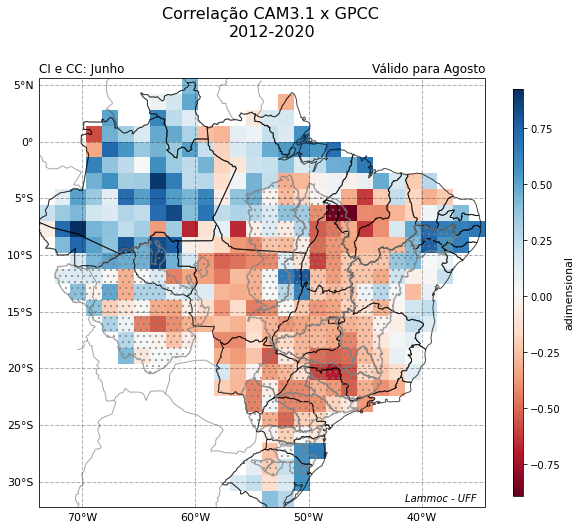 Correlação CAM3.1 x GPCC
2012-2020
CI e CC: Junho
Válido para Agosto
5°N
0°
5°S
10°S
15°S
20°S
25°S
30°S
70°W
60°W
50°W
40°W
Lammoc - UFF
0.75
0.50
0.25
0.00
−0.25
−0.50
−0.75
adimensional